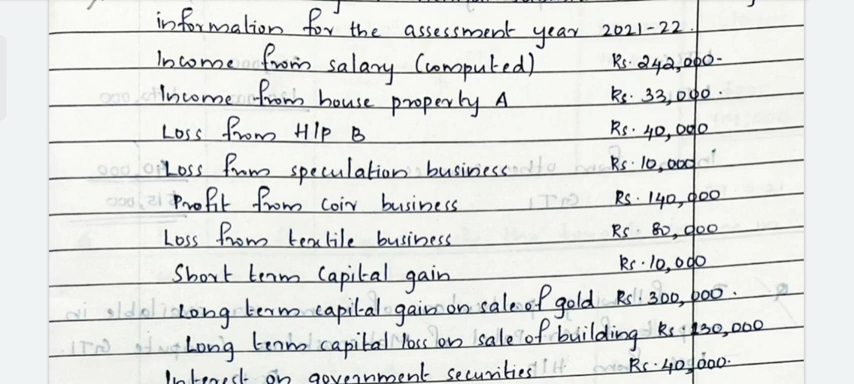 information for the assessment year 2021-22.
Income from salary (computed) Rs. 242,000-
Income from house property A Rs. 33,000
Loss from H/P B Rs. 40,000
Loss from speculation business Rs. 10,000
Profit from coir business Rs. 140,000
Loss from textile business Rs 80,000
Short term Capital gain Rs. 10,000
Long term capital gain on sale of gold Rs. 300,000.
Long term capital loss on sale of building Rs 130,000
Interest on government securities Rs. 40,000.